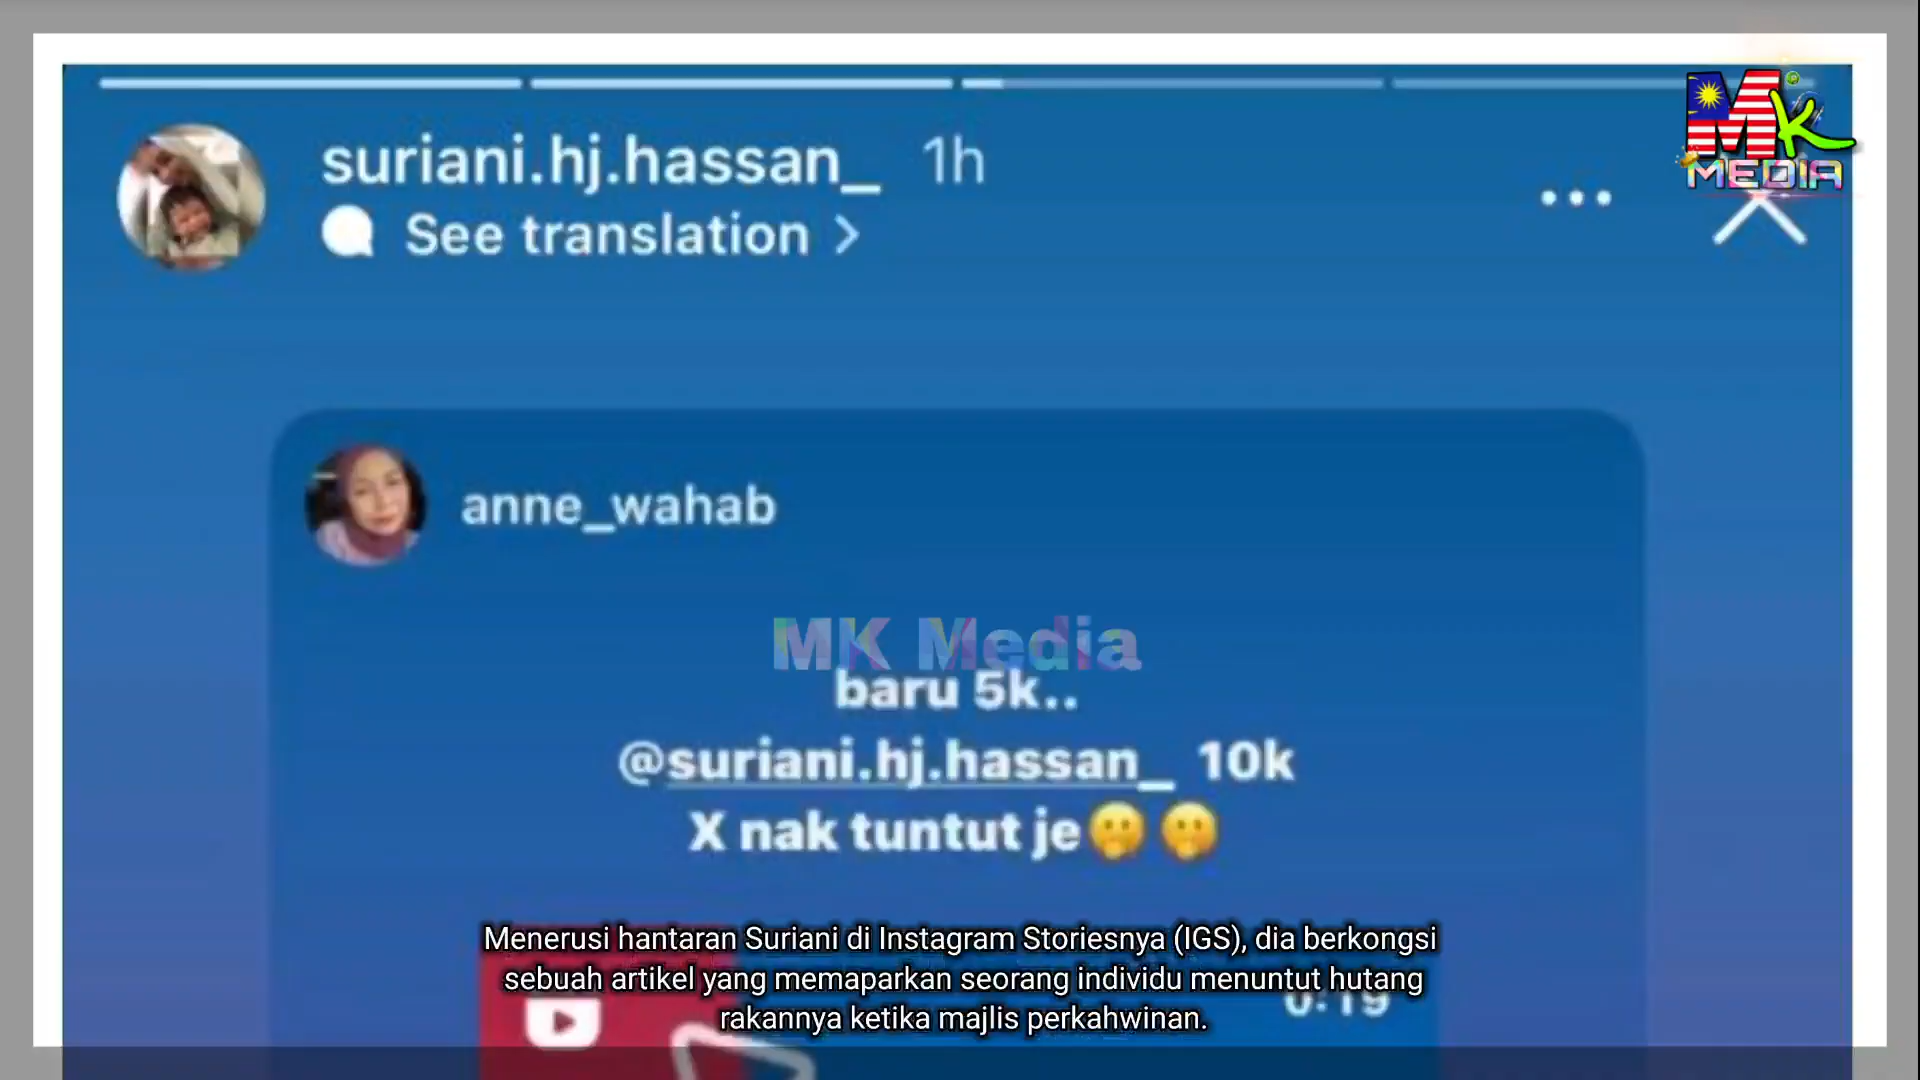 suriani.hj.hassan_ 1h
See translation >
MK
MEDIA
anne_wahab
MK Media
baru 5k..
@suriani.hj.hassan_ 10k
X nak tuntut je🫢🫢
0:19
Menerusi hantaran Suriani di Instagram Storiesnya (IGS), dia berkongsi
sebuah artikel yang memaparkan seorang individu menuntut hutang
rakannya ketika majlis perkahwinan.